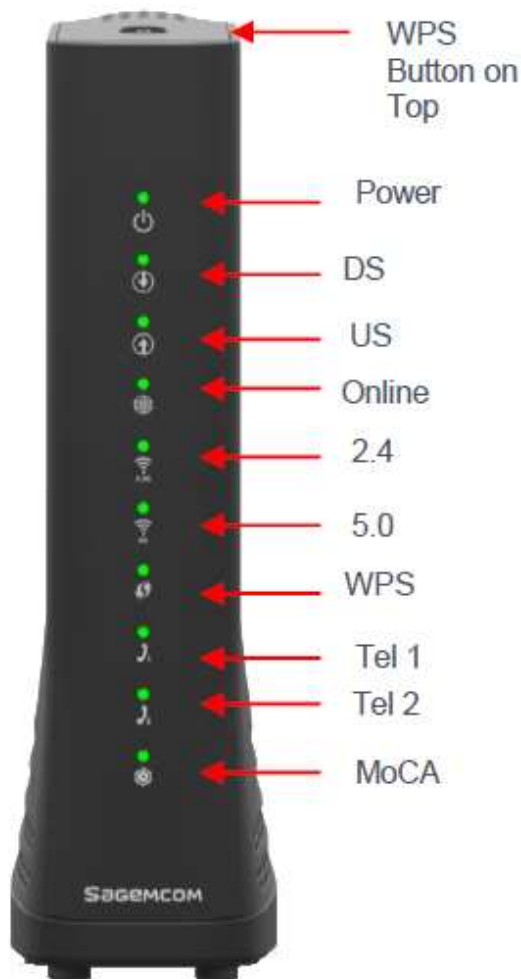 WPS
Button on
Top
Power
DS
US
Online
2.4
5.0
WPS
Tel 1
Tel 2
MoCA
SAGEMCOM